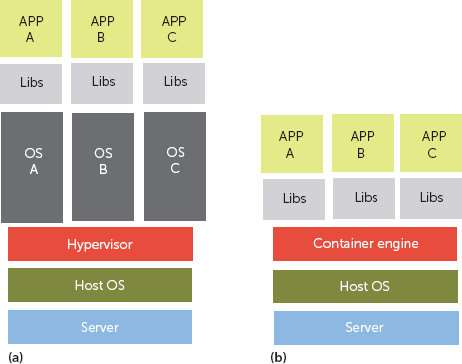 APP
A
APP
B
APP
C
Libs
Libs
Libs
OS
A
OS
B
OS
C
Hypervisor
Host OS
Server
(a)
APP
A
APP
B
APP
C
Libs
Libs
Libs
Container engine
Host OS
Server
(b)